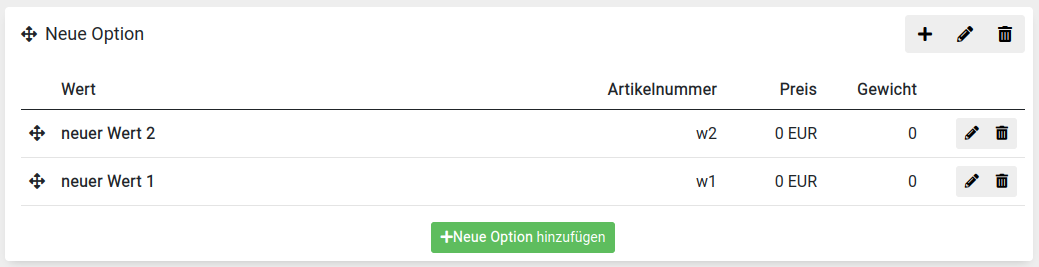 Neue Option
Wert Artikelnummer Preis Gewicht
neuer Wert 2 w2 0 EUR 0
neuer Wert 1 w1 0 EUR 0
Neue Option hinzufügen